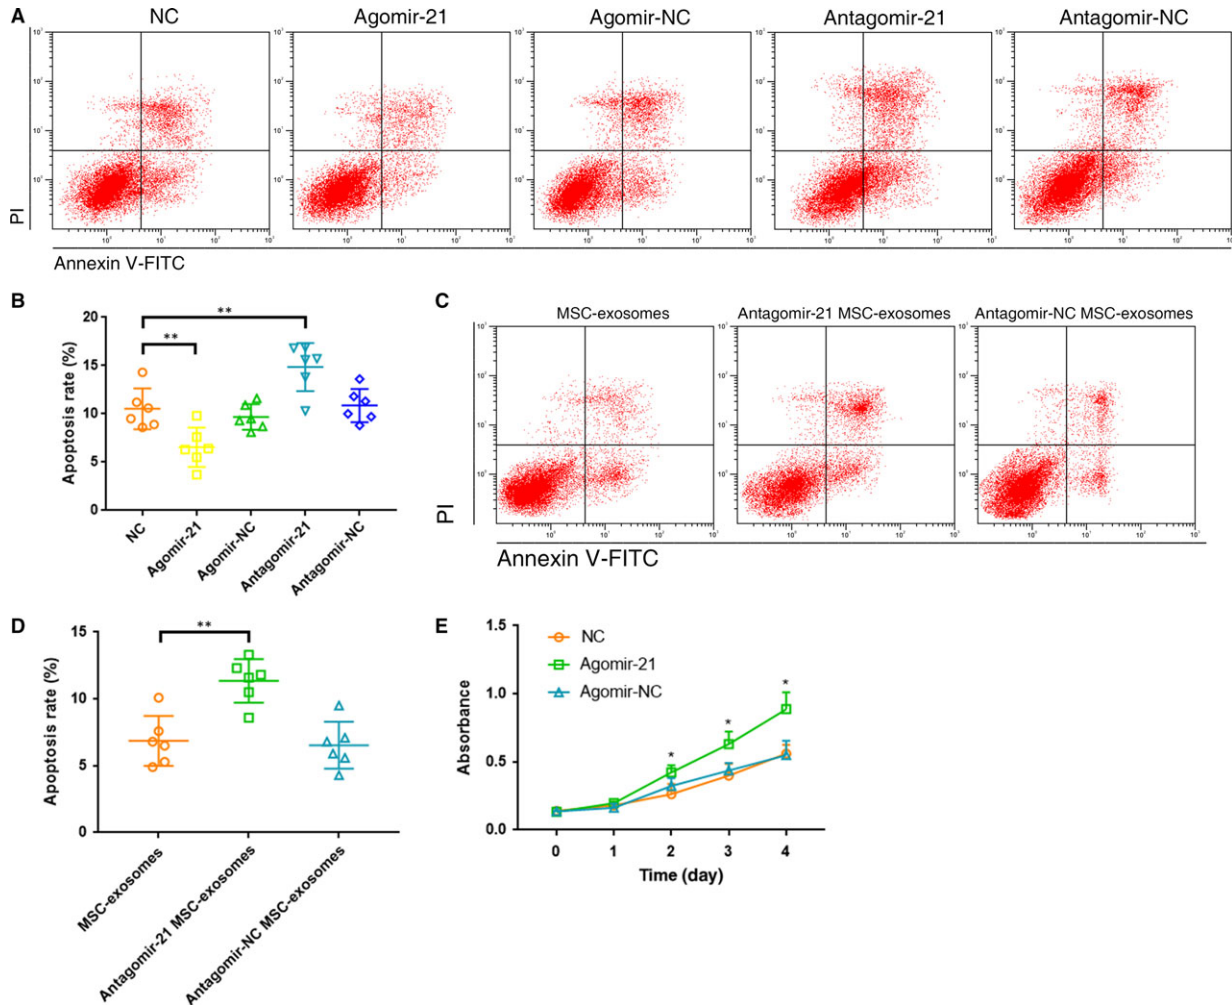 A
NC
Agomir-21
Agomir-NC
Antagomir-21
Antagomir-NC
PI
Annexin V-FITC
B
Apoptosis rate (%)
20
15
10
5
0
**
**
NC
Agomir-21
Agomir-NC
Antagomir-21
Antagomir-NC
C
MSC-exosomes
Antagomir-21 MSC-exosomes
Antagomir-NC MSC-exosomes
PI
Annexin V-FITC
D
Apoptosis rate (%)
15
10
5
0
**
MSC-exosomes
Antagomir-21 MSC-exosomes
Antagomir-NC MSC-exosomes
E
Absorbance
1.5
1.0
0.5
0.0
NC
Agomir-21
Agomir-NC
*
*
*
0 1 2 3 4
Time (day)